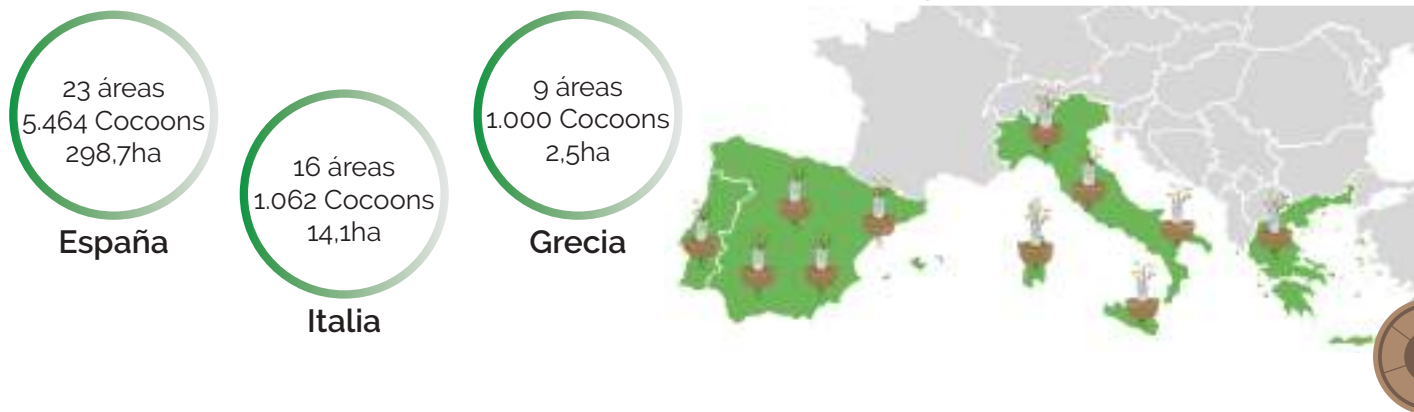 23 áreas
5.464 Cocoons
298,7ha
España
16 áreas
1.062 Cocoons
14,1ha
Italia
9 áreas
1.000 Cocoons
2,5ha
Grecia